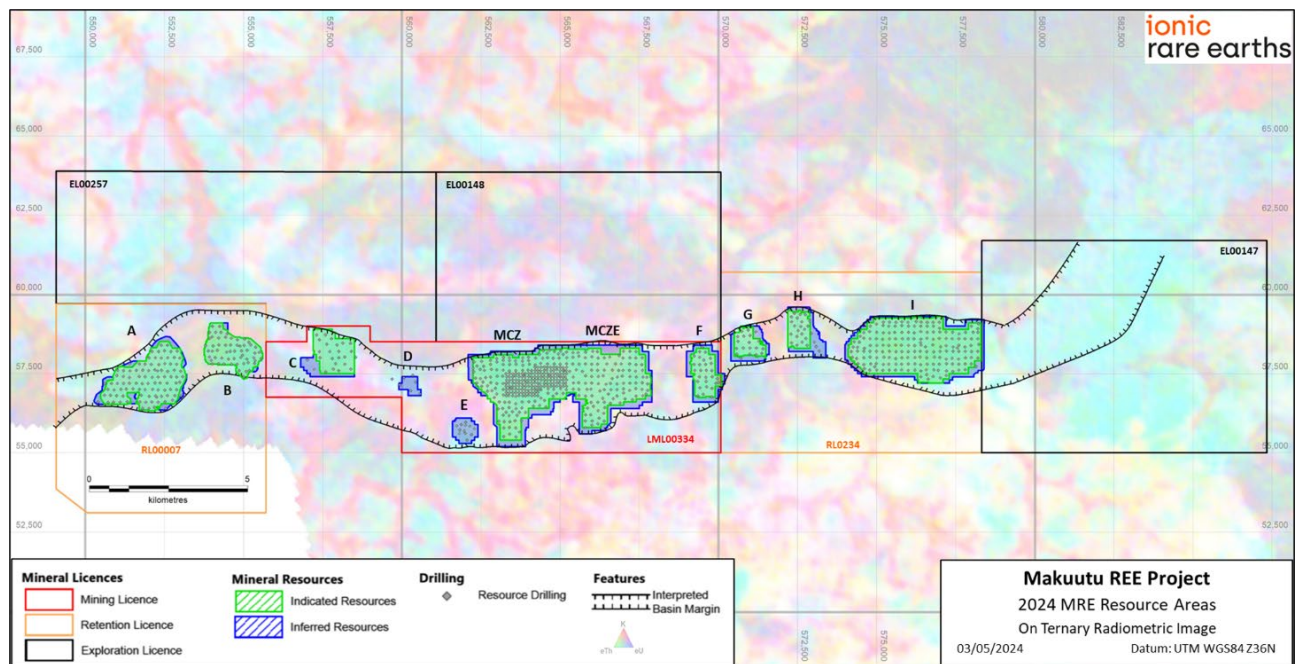 550,000
552,500
555,000
557,500
560,000
562,500
565,000
567,500
570,000
572,500
575,000
577,500
580,000
582,500
ionic
rare earths
67,500
65,000
65,000
EL00257
EL00148
62,500
62,500
EL00147
60,000
60,000
A
B
C
D
E
MCZ
MCZE
F
G
H
I
57,500
57,500
55,000
55,000
RL00007
LML00334
RL0234
0
5
kilometres
52,500
52,500
Mineral Licences
Mining Licence
Retention Licence
Exploration Licence
Mineral Resources
Indicated Resources
Inferred Resources
Drilling
Resource Drilling
Features
Interpreted
Basin Margin
K
eTh
eU
575,000
577,500
580,000
Makuutu REE Project
2024 MRE Resource Areas
On Ternary Radiometric Image
03/05/2024
Datum: UTM WGS84 Z36N